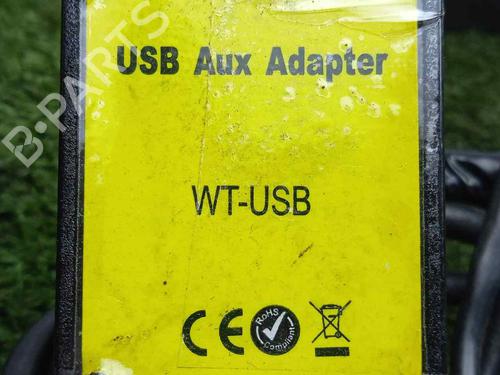 USB Aux Adapter
B-PARTS
WT-USB
CE
RoHS
Compliant